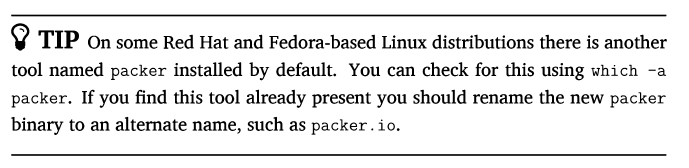 TIP On some Red Hat and Fedora-based Linux distributions there is another
tool named packer installed by default. You can check for this using which -a
packer. If you find this tool already present you should rename the new packer
binary to an alternate name, such as packer.io.